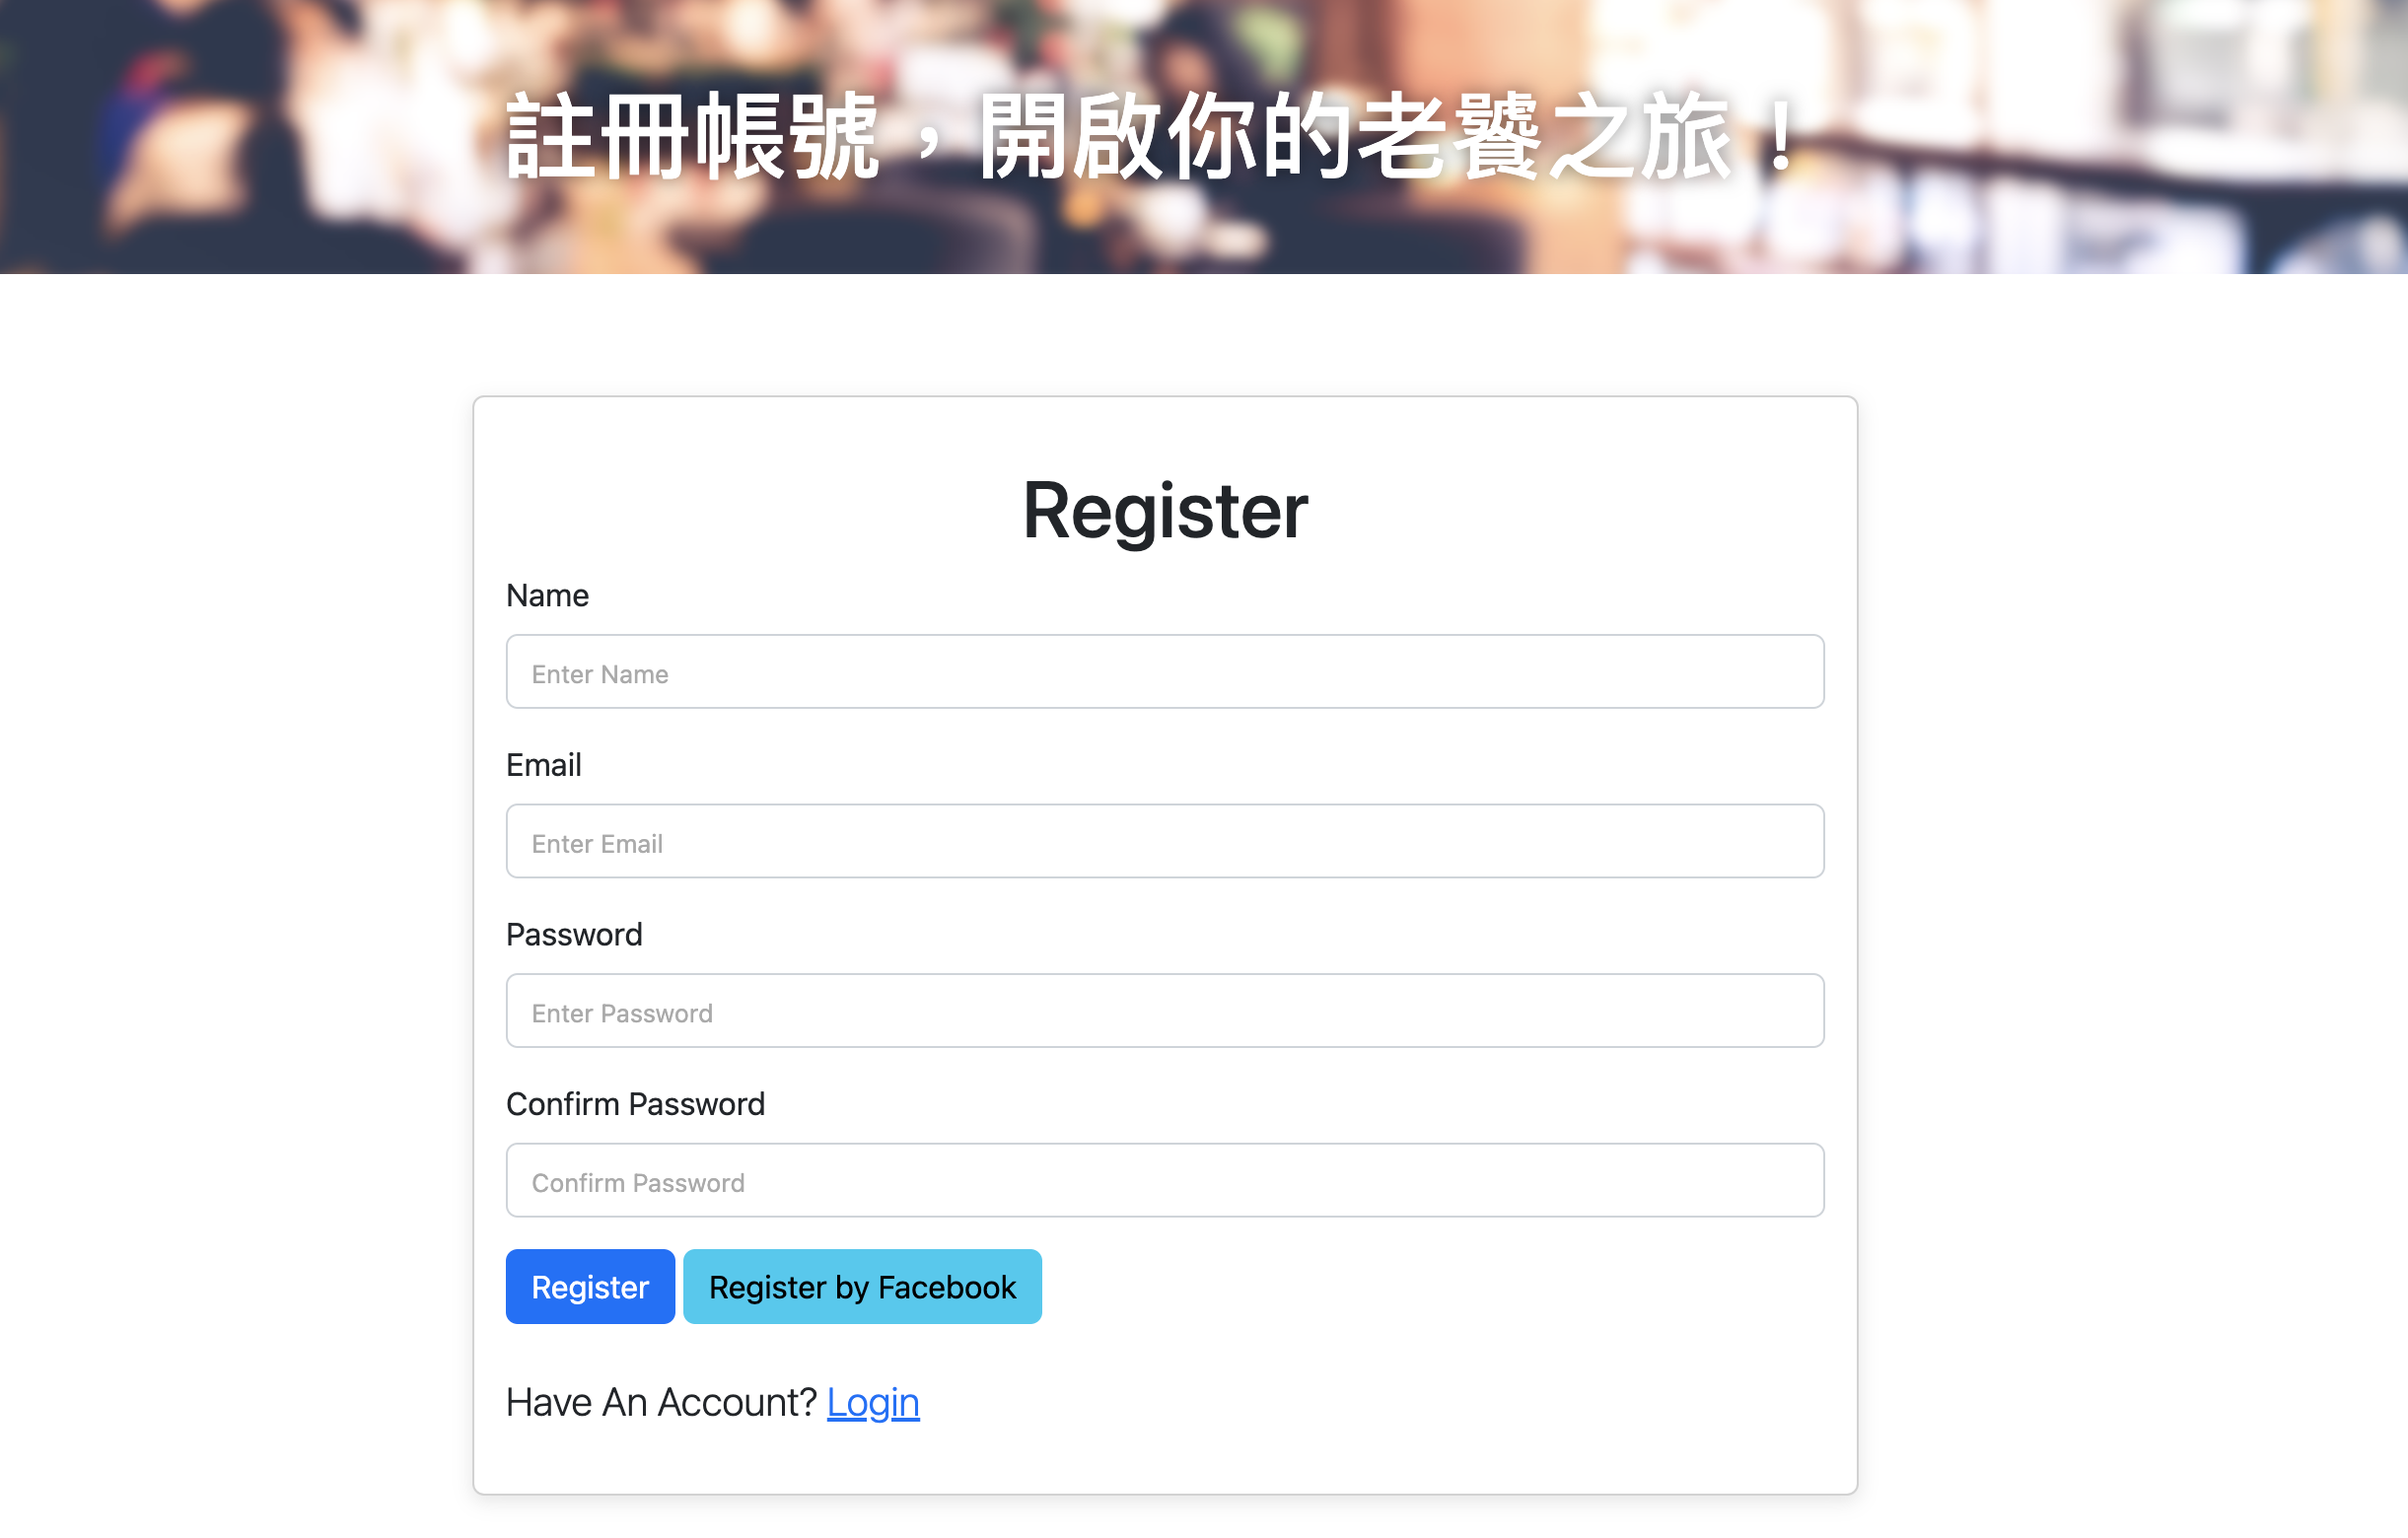 註冊帳號，開啟你的老饕之旅！
Register
Name
Enter Name
Email
Enter Email
Password
Enter Password
Confirm Password
Confirm Password
Register Register by Facebook
Have An Account? Login